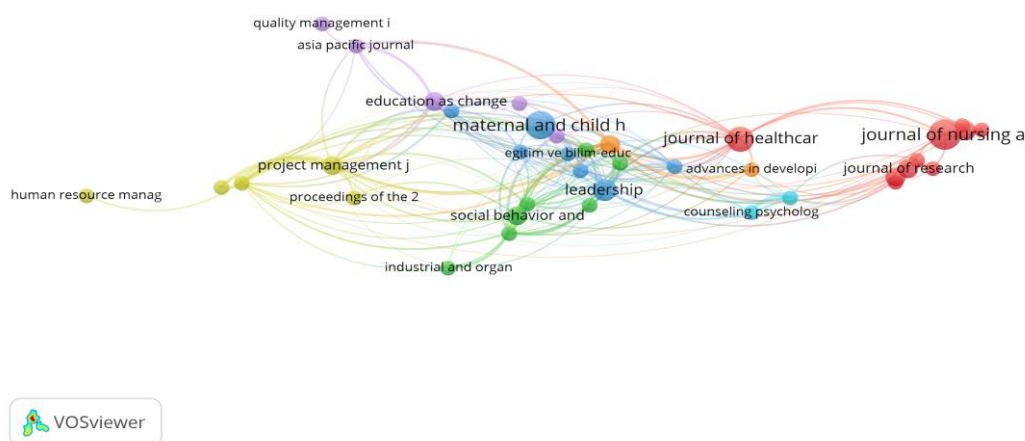 quality management i
asia pacific journal
education as change
maternal and child h
journal of healthcar
journal of nursing a
egitim ve bilim-educ
project management j
advances in developi
journal of research
human resource manag
proceedings of the 2
leadership
social behavior and
counseling psycholog
industrial and organ
VOSviewer